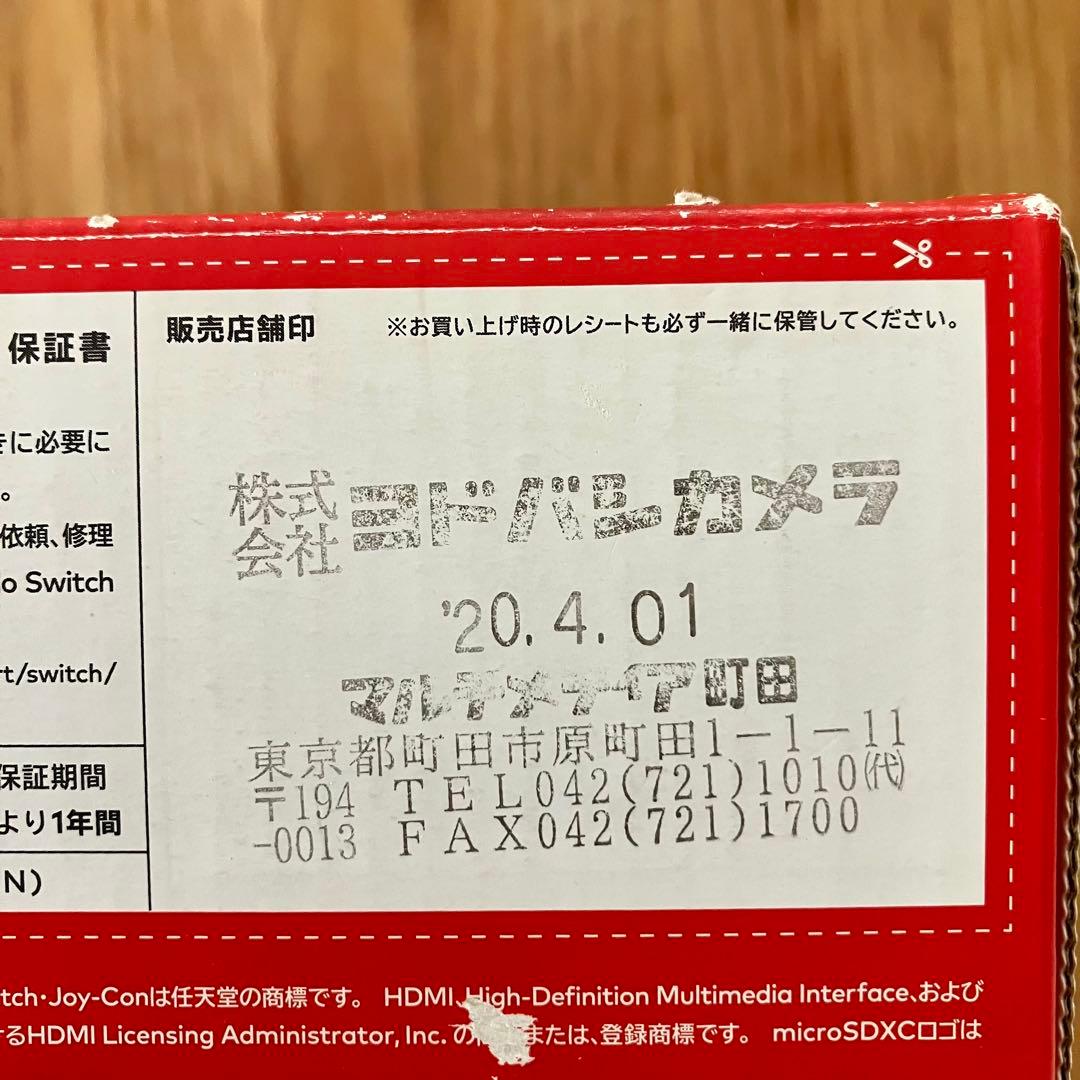 保証書
きに必要に
。
依頼、修理
do Switch
rt/switch/
保証期間
より1年間
N)
販売店舗印 ※お買い上げ時のレシートも必ず一緒に保管してください。
株式会社ヨドバシカメラ
'20.4.01
マルチメディア町田
東京都町田市原町田1－1－11
〒194-0013 TEL042(721)1010(代)
FAX042(721)1700
tch・Joy-Conは任天堂の商標です。 HDMI、High-Definition Multimedia Interface、および
するHDMI Licensing Administrator, Inc. の または、登録商標です。 microSDXCロゴは